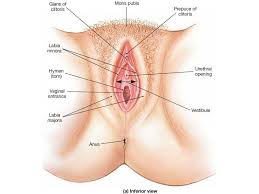 Glans of
clitoris
Mons pubis
Prepuce of
clitoris
Labia
minora
Urethral
opening
Hymen
(torn)
Vaginal
entrance
Vestibule
Labia
majora
Anus
(a) Inferior view